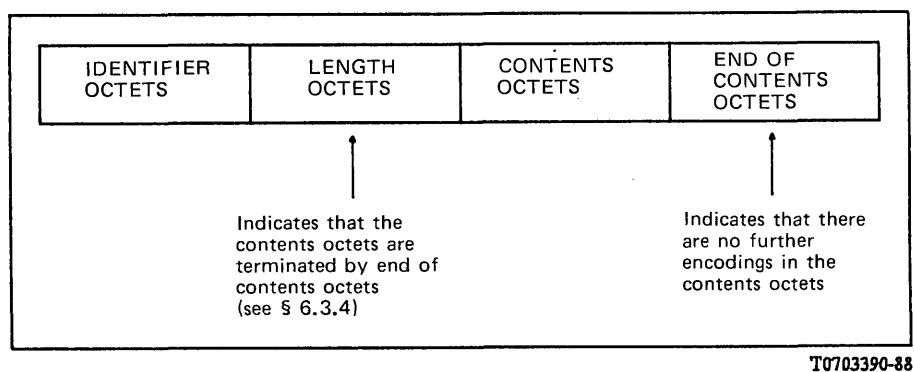 IDENTIFIER
OCTETS
LENGTH
OCTETS
CONTENTS
OCTETS
END OF
CONTENTS
OCTETS
Indicates that the
contents octets are
terminated by end of
contents octets
(see § 6.3.4)
Indicates that there
are no further
encodings in the
contents octets
T0703390-88